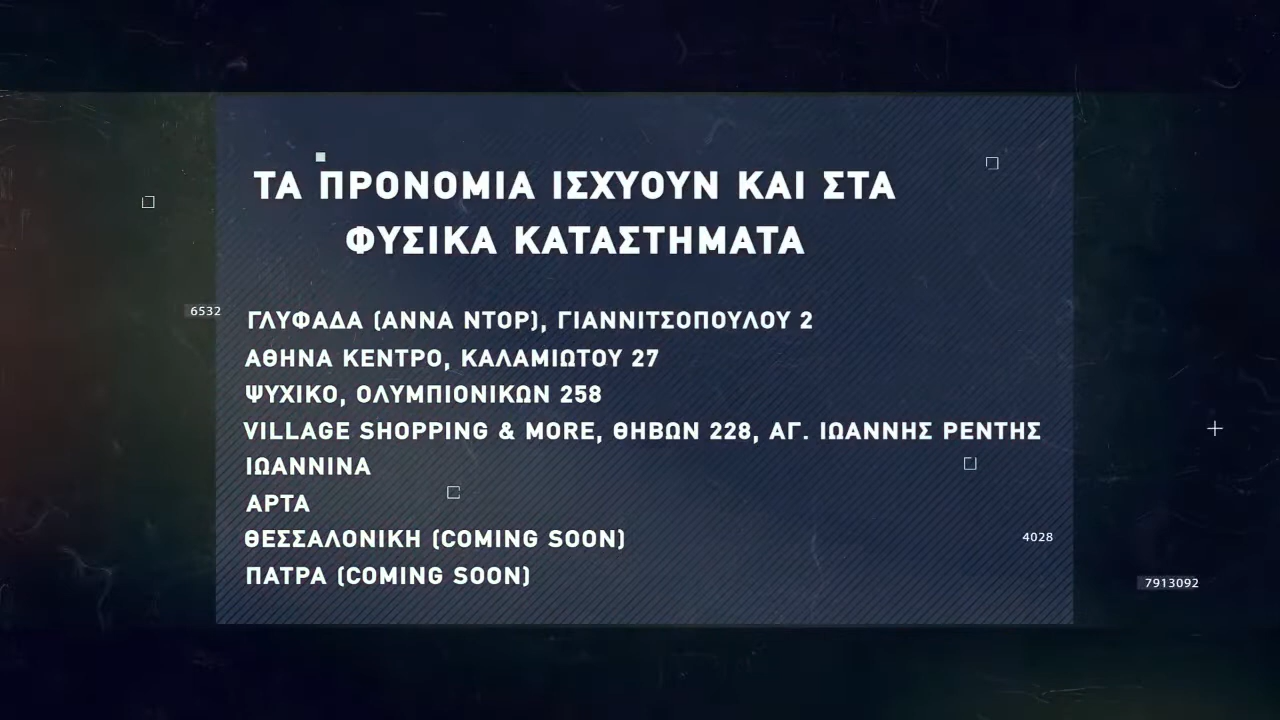 ΤΑ ΠΡΟΝΟΜΙΑ ΙΣΧΥΟΥΝ ΚΑΙ ΣΤΑ
ΦΥΣΙΚΑ ΚΑΤΑΣΤΗΜΑΤΑ
6532
ΓΛΥΦΑΔΑ (ΑΝΝΑ ΝΤΟΡ), ΓΙΑΝΝΙΤΣΟΠΟΥΛΟΥ 2
ΑΘΗΝΑ ΚΕΝΤΡΟ, ΚΑΛΑΜΙΩΤΟΥ 27
ΨΥΧΙΚΟ, ΟΛΥΜΠΙΟΝΙΚΩΝ 258
VILLAGE SHOPPING & MORE, ΘΗΒΩΝ 228, ΑΓ. ΙΩΑΝΝΗΣ ΡΕΝΤΗΣ
ΙΩΑΝΝΙΝΑ
ΑΡΤΑ
ΘΕΣΣΑΛΟΝΙΚΗ (COMING SOON)
4028
ΠΑΤΡΑ (COMING SOON)
7913092